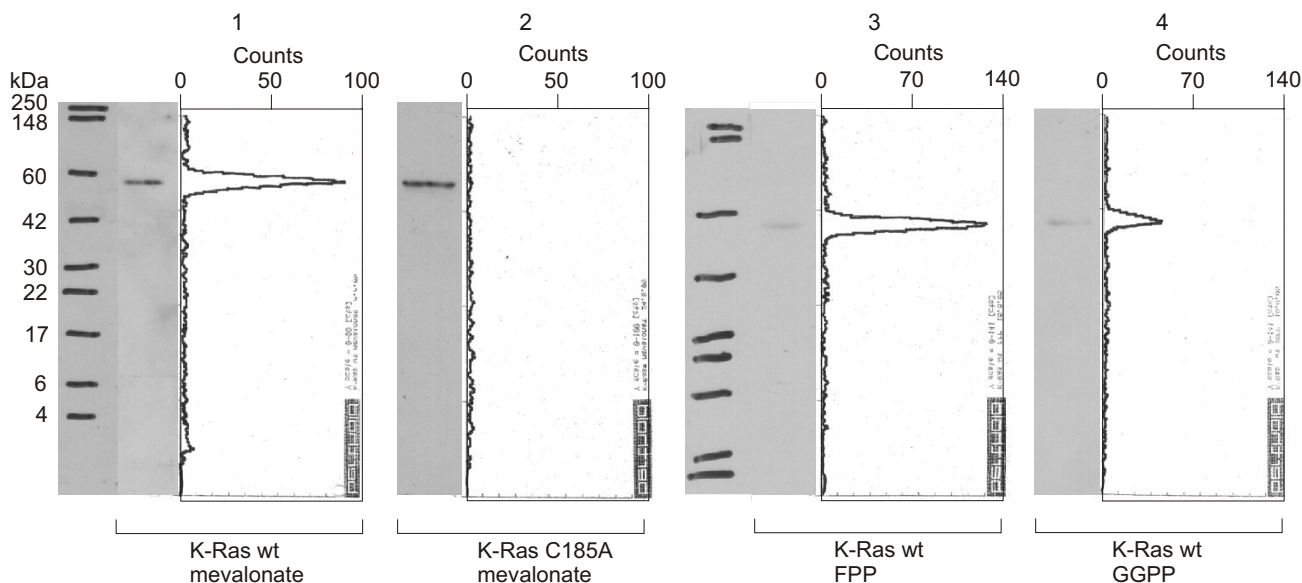 1
2
3
4
Counts
Counts
Counts
Counts
kDa
0 50 100
0 50 100
0 70 140
0 70 140
250
148
60
42
30
22
17
6
4
K-Ras wt
mevalonate
K-Ras C185A
mevalonate
K-Ras wt
FPP
K-Ras wt
GGPP